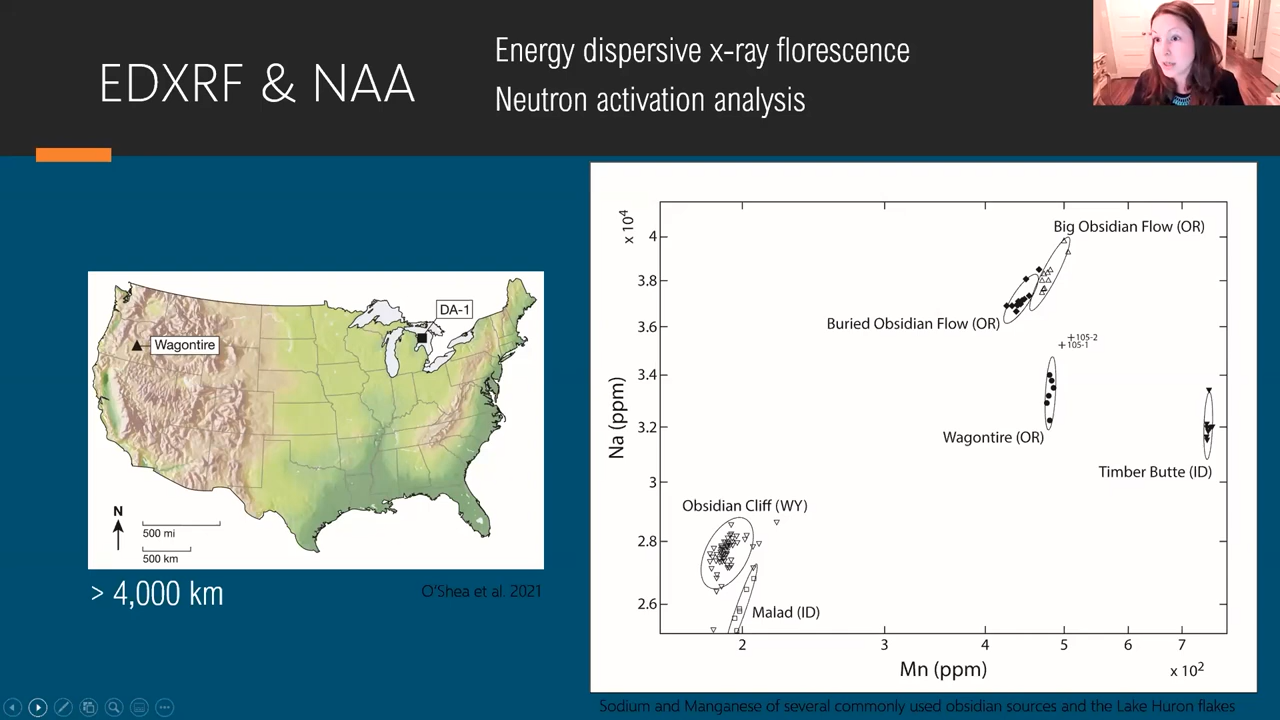 EDXRF & NAA
Energy dispersive x-ray florescence
Neutron activation analysis
DA-1
Wagontire
N
500 mi
500 km
> 4,000 km
O'Shea et al. 2021
x 10⁴
4
3.8
3.6
3.4
3.2
3
2.8
2.6
Na (ppm)
Big Obsidian Flow (OR)
Buried Obsidian Flow (OR)
105-2
105-1
Wagontire (OR)
Timber Butte (ID)
Obsidian Cliff (WY)
Malad (ID)
2 3 4 5 6 7
Mn (ppm)
x 10²
Sodium and Manganese of several commonly used obsidian sources and the Lake Huron flakes